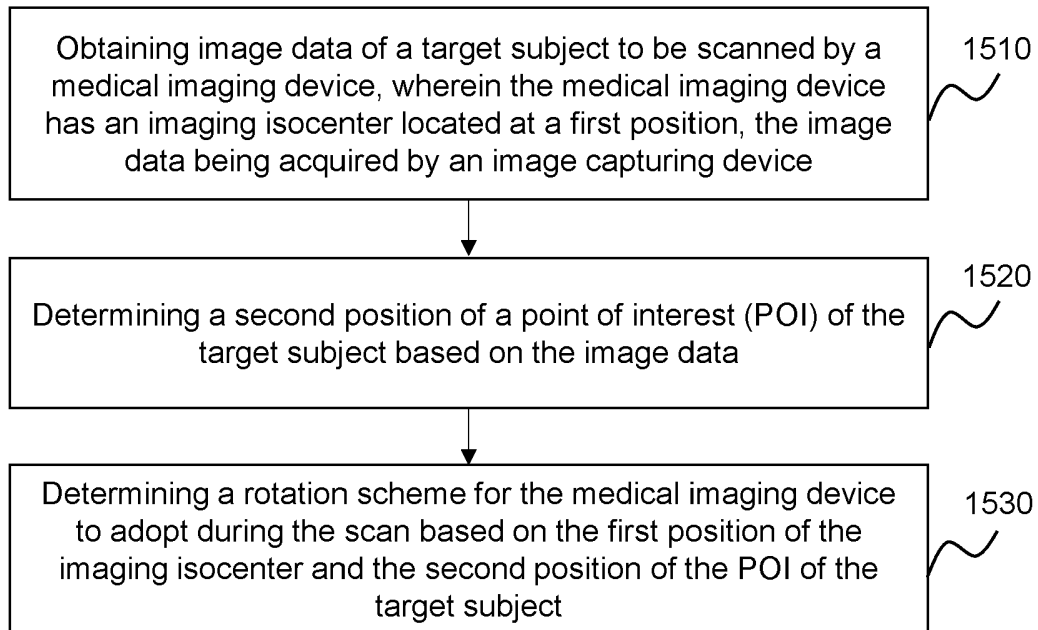 Obtaining image data of a target subject to be scanned by a
medical imaging device, wherein the medical imaging device
has an imaging isocenter located at a first position, the image
data being acquired by an image capturing device
1510
Determining a second position of a point of interest (POI) of the
target subject based on the image data
1520
Determining a rotation scheme for the medical imaging device
to adopt during the scan based on the first position of the
imaging isocenter and the second position of the POI of the
target subject
1530